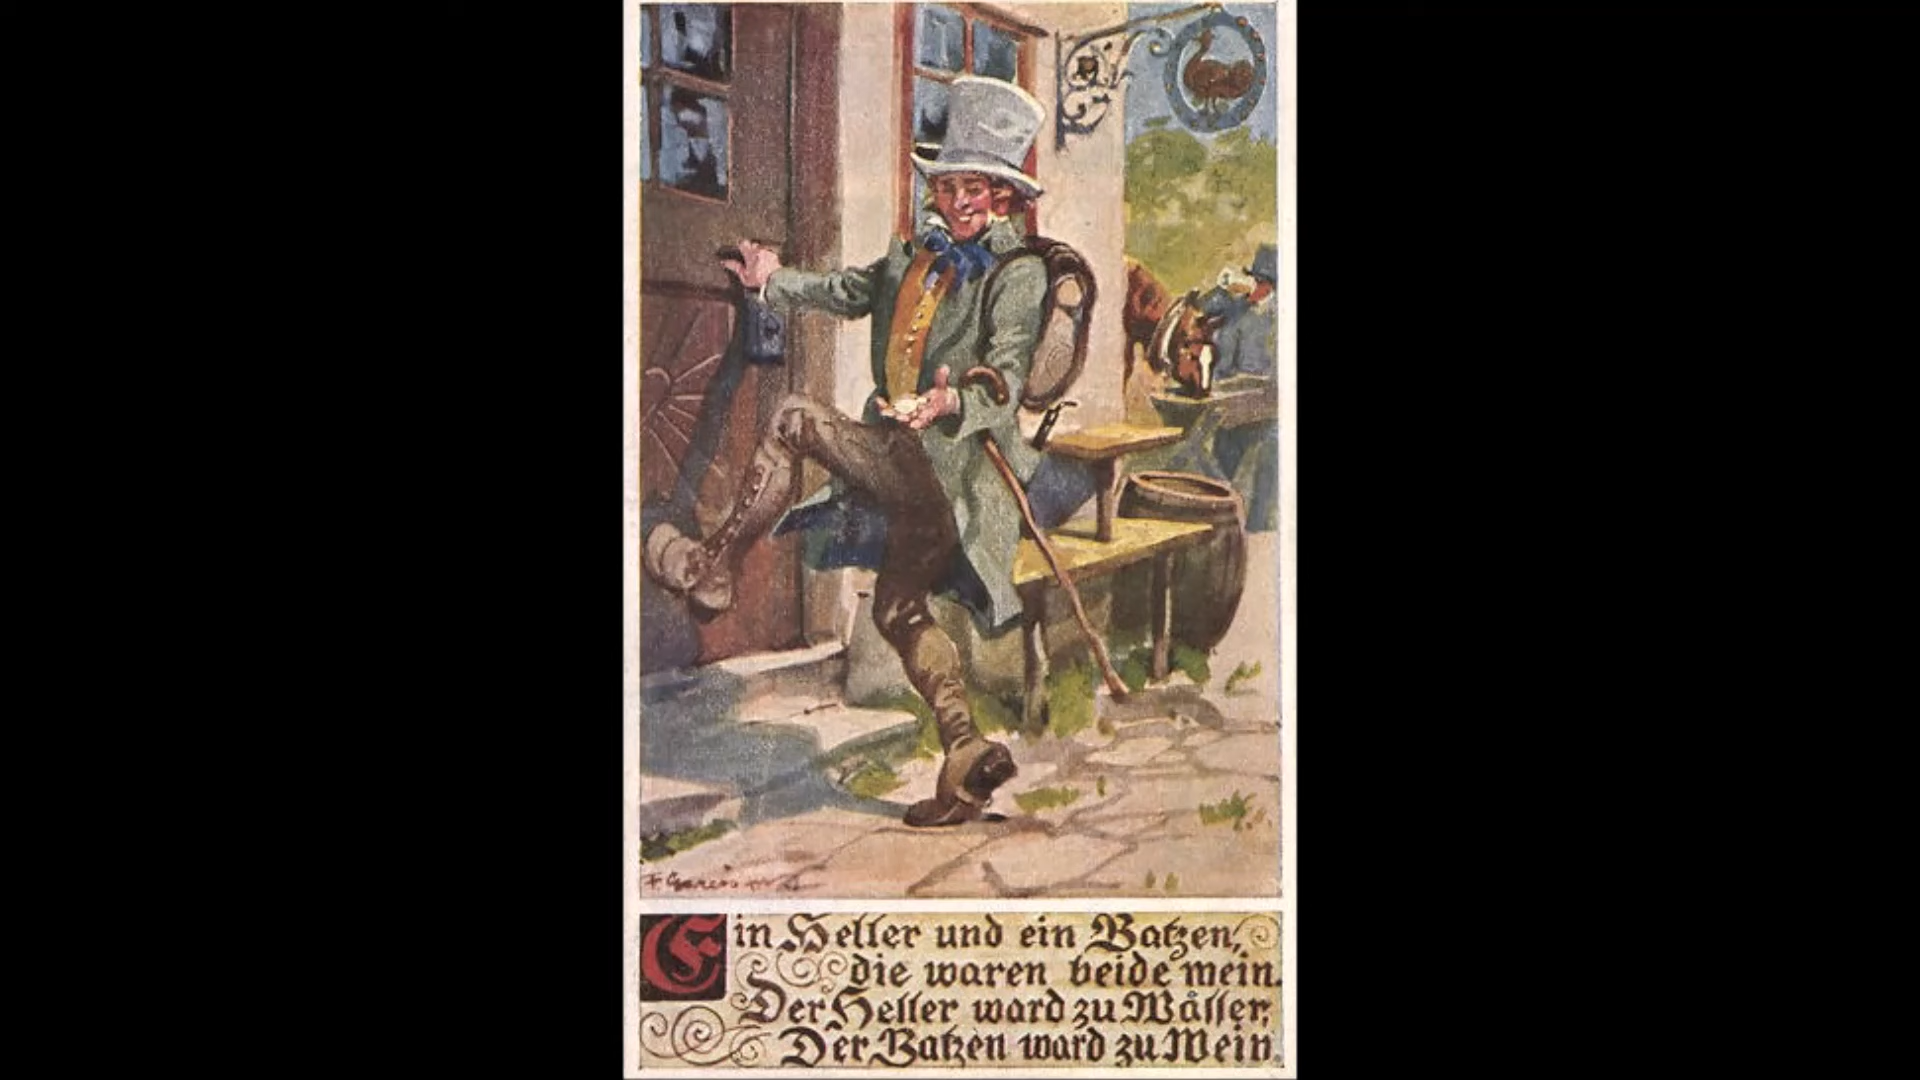 F. Gareis
Ein Heller und ein Batzen,
die waren beide mein.
Der Heller ward zu Wasser,
Der Batzen ward zu Wein.